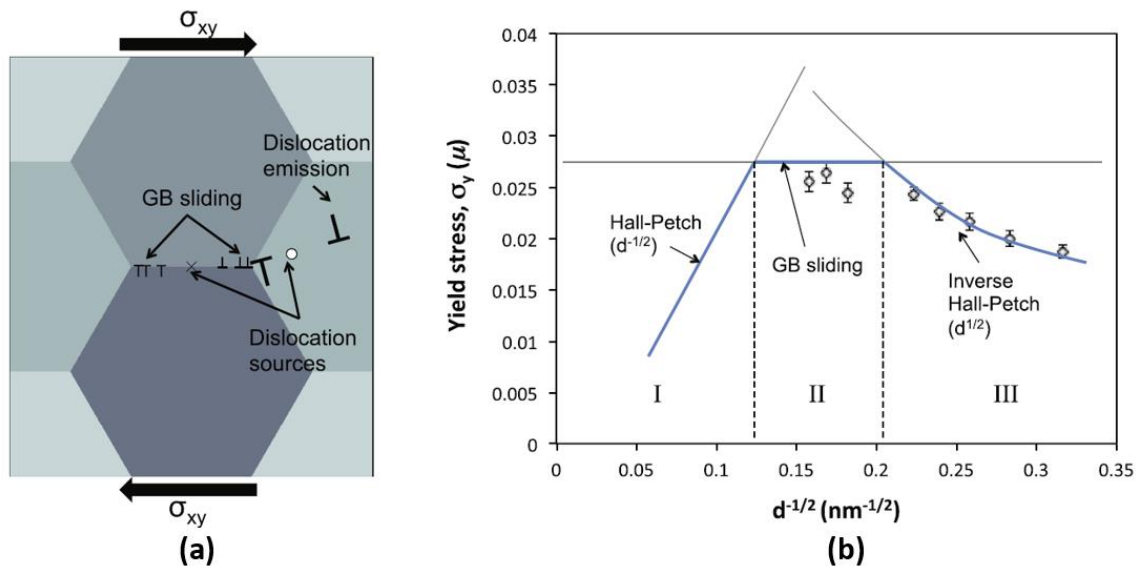 σxy
Dislocation
emission
GB sliding
Dislocation
sources
σxy
(a)
Yield stress, σy (μ)
0.04
0.035
0.03
0.025
0.02
0.015
0.01
0.005
0
Hall-Petch
(d-1/2)
GB sliding
Inverse
Hall-Petch
(d1/2)
I
II
III
0 0.05 0.1 0.15 0.2 0.25 0.3 0.35
d-1/2 (nm-1/2)
(b)